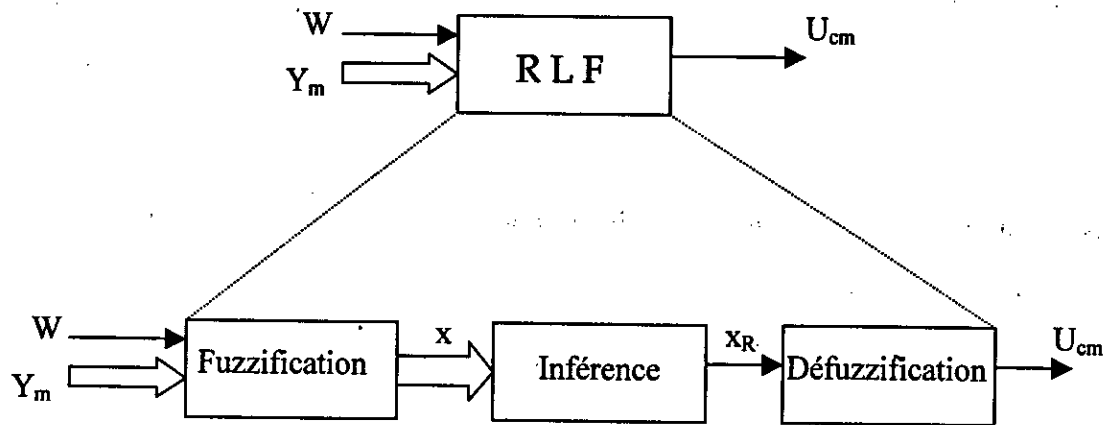 W
Y_m
R L F
U_cm
W
Y_m
Fuzzification
x
Inférence
x_R
Défuzzification
U_cm